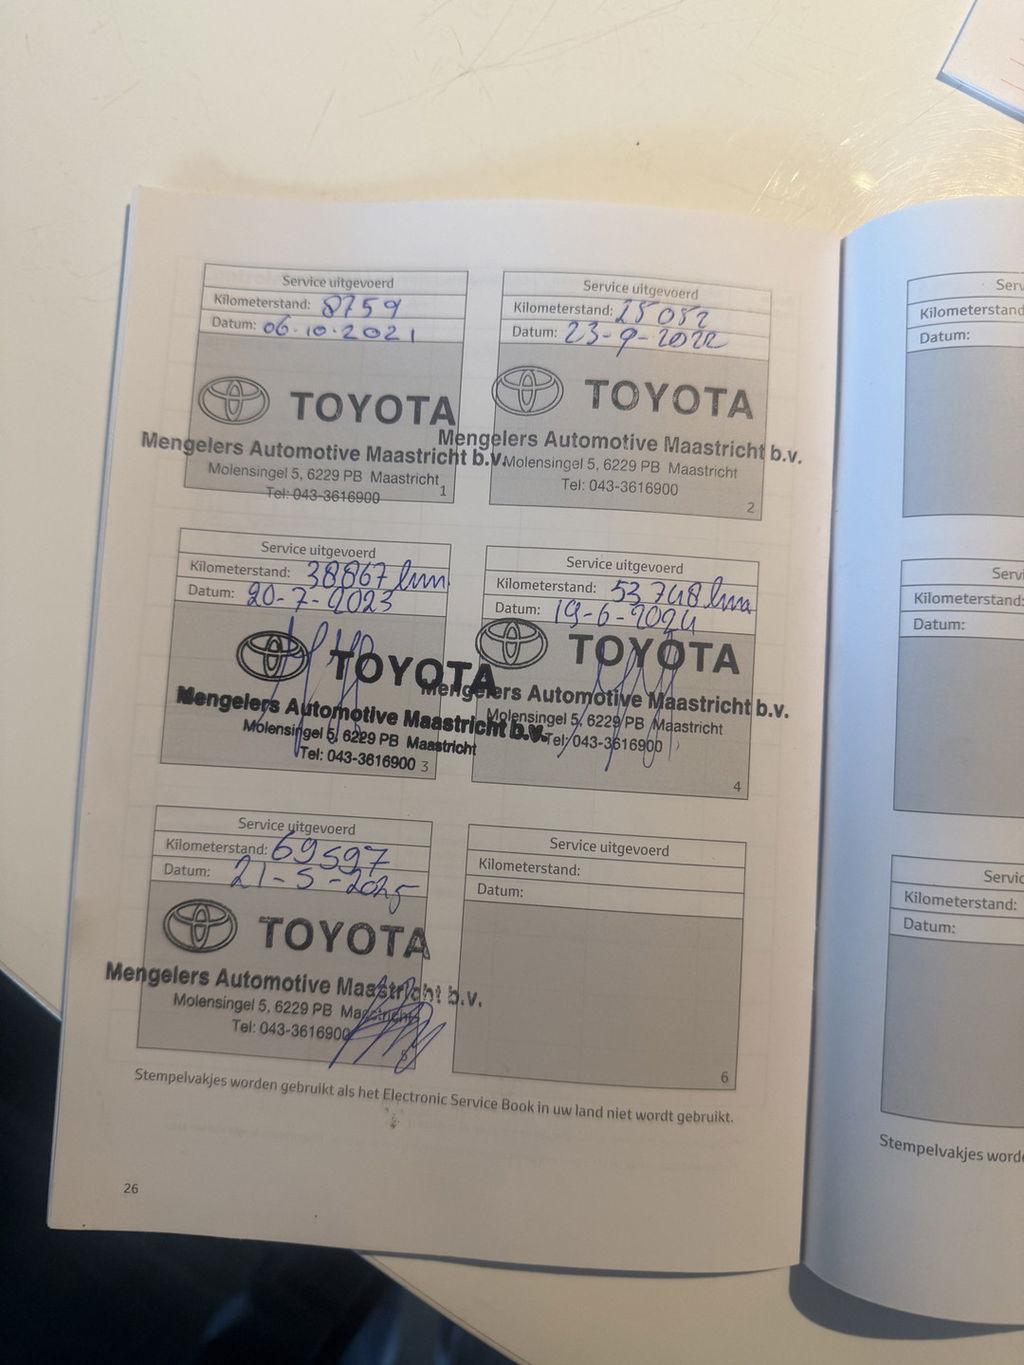 Service uitgevoerd
Kilometerstand: 8759
Datum: 06.10.2021
TOYOTA
Mengelers Automotive Maastricht b.v.
Molensingel 5, 6229 PB Maastricht
Tel: 043-3616900
1
Service uitgevoerd
Kilometerstand: 25052
Datum: 23-9-2022
TOYOTA
Mengelers Automotive Maastricht b.v.
Molensingel 5, 6229 PB Maastricht
Tel: 043-3616900
2
Service uitgevoerd
Kilometerstand: 38867 km
Datum: 20-7-2023
TOYOTA
Mengelers Automotive Maastricht b.v.
Molensingel 5, 6229 PB Maastricht
Tel: 043-3616900
3
Service uitgevoerd
Kilometerstand: 53748 km
Datum: 19-6-2024
TOYOTA
Mengelers Automotive Maastricht b.v.
Molensingel 5, 6229 PB Maastricht
Tel: 043-3616900
4
Service uitgevoerd
Kilometerstand: 69597
Datum: 21-5-2025
TOYOTA
Mengelers Automotive Maastricht b.v.
Molensingel 5, 6229 PB Maastricht
Tel: 043-3616900
5
Service uitgevoerd
Kilometerstand:
Datum:
6
Stempelvakjes worden gebruikt als het Electronic Service Book in uw land niet wordt gebruikt.
26
Kilometerstand
Datum:
Kilometerstand:
Datum:
Kilometerstand:
Datum:
Stempelvakjes